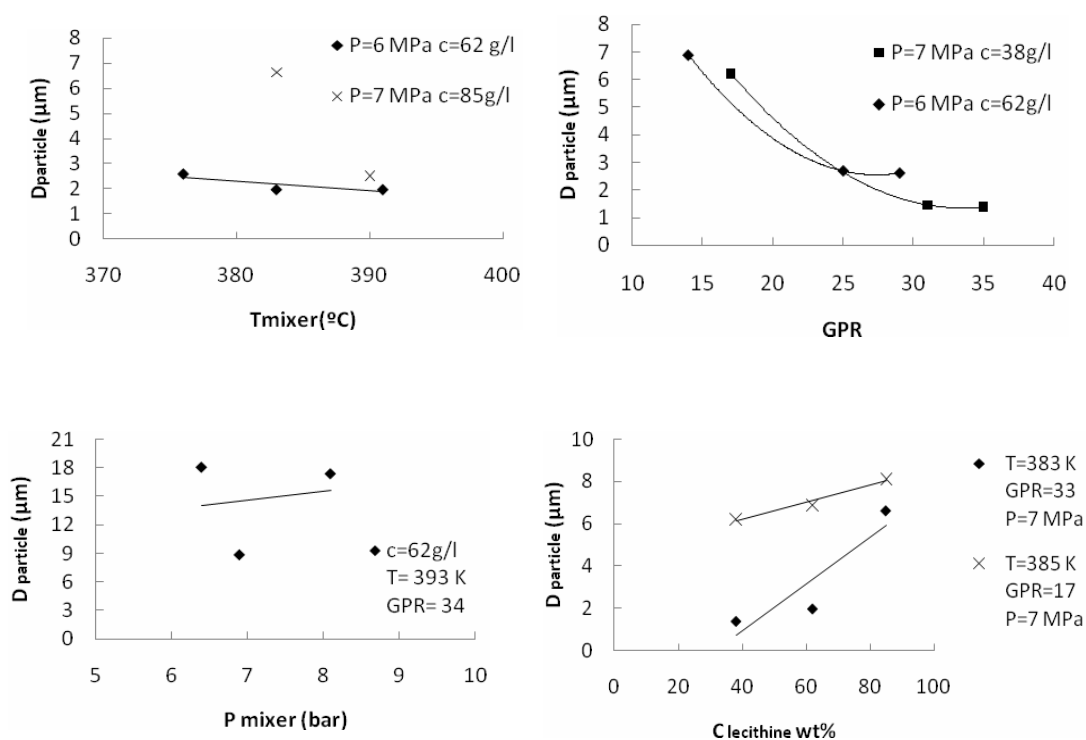 8
7
6
5
4
3
2
1
0
Dparticle (μm)
P=6 MPa c=62 g/l
P=7 MPa c=85g/l
370 380 390 400
Tmixer(ºC)
8
7
6
5
4
3
2
1
0
D particle (μm)
P=7 MPa c=38g/l
P=6 MPa c=62g/l
10 15 20 25 30 35 40
GPR
21
18
15
12
9
6
3
0
D particle (μm)
c=62g/l
T= 393 K
GPR= 34
5 6 7 8 9 10
P mixer (bar)
10
8
6
4
2
0
D particle (μm)
T=383 K
GPR=33
P=7 MPa
T=385 K
GPR=17
P=7 MPa
0 20 40 60 80 100
C lecithine wt%